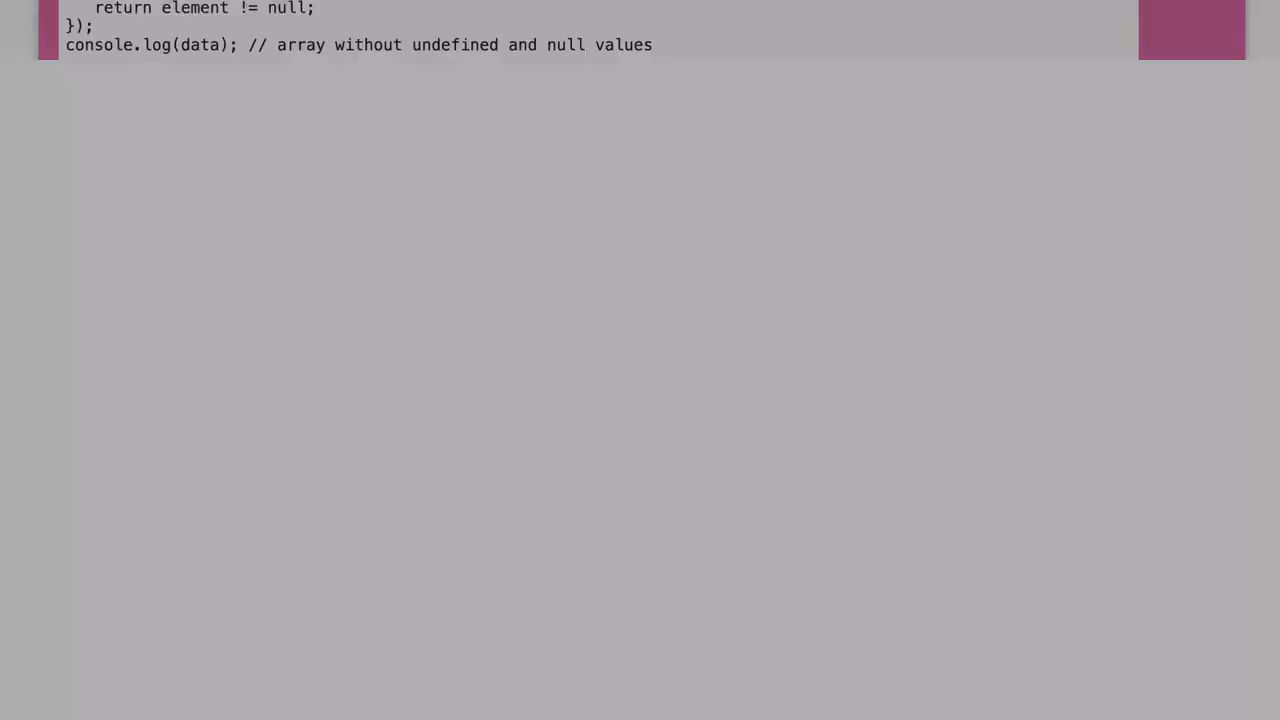 return element != null;
});
console.log(data); // array without undefined and null values